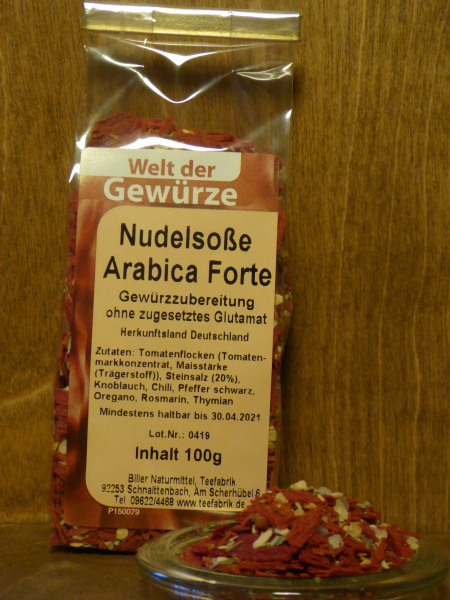 Welt der
Gewürze
Nudelsoße
Arabica Forte
Gewürzzubereitung
ohne zugesetztes Glutamat
Herkunftsland Deutschland
Zutaten: Tomatenflocken (Tomaten-
markkonzentrat, Maisstärke
(Trägerstoff)), Steinsalz (20%),
Knoblauch, Chili, Pfeffer schwarz,
Oregano, Rosmarin, Thymian
Mindestens haltbar bis 30.04.2021
Lot.Nr.: 0419
Inhalt 100g
Biller Naturmittel, Teefabrik
92253 Schnaittenbach, Am Scherhübel 6
Tel 09622/4468 www.teefabrik.de
P150079